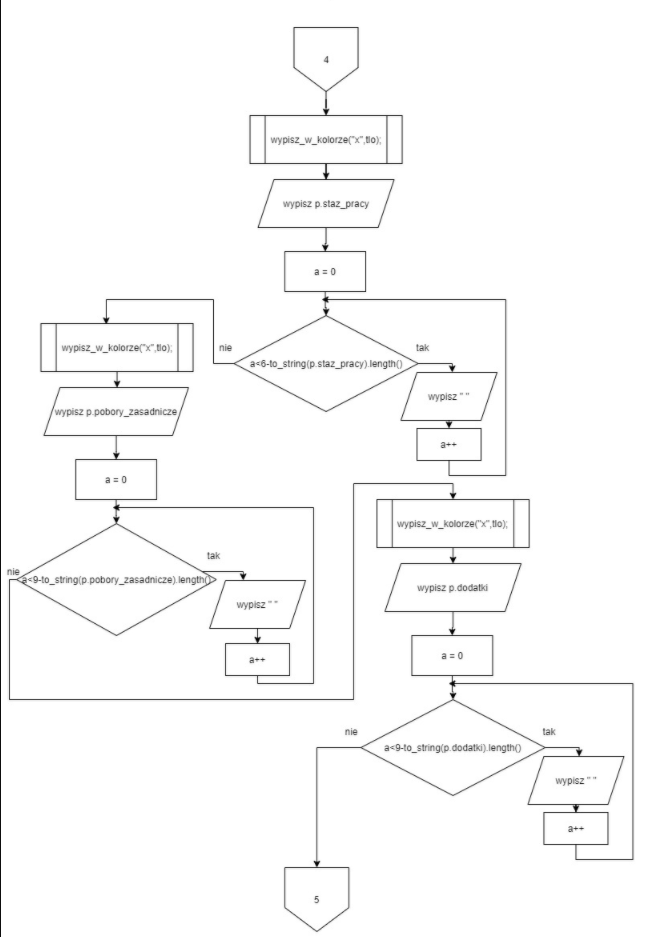 4
wypisz_w_kolorze("x",tlo);
wypisz p.staz_pracy
a = 0
a<6-to_string(p.staz_pracy).length()
nie
tak
wypisz " "
a++
wypisz_w_kolorze("x",tlo);
wypisz p.pobory_zasadnicze
a = 0
a<9-to_string(p.pobory_zasadnicze).length()
nie
tak
wypisz " "
a++
wypisz_w_kolorze("x",tlo);
wypisz p.dodatki
a = 0
a<9-to_string(p.dodatki).length()
nie
tak
wypisz " "
a++
5